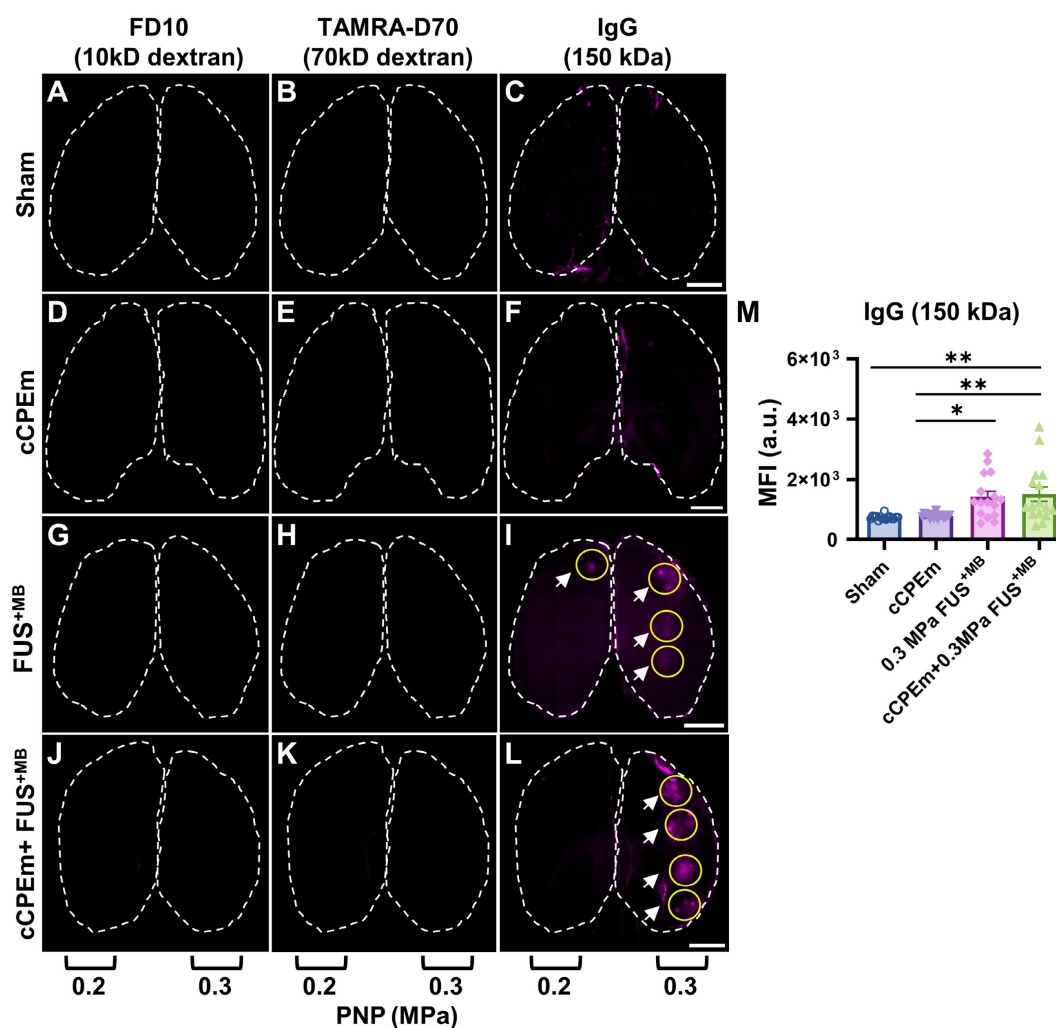 FD10
(10kD dextran)
TAMRA-D70
(70kD dextran)
IgG
(150 kDa)
A
B
C
Sham
D
E
F
cCPEm
G
H
I
FUS⁺ᴹᴮ
J
K
L
cCPEm+ FUS⁺ᴹᴮ
0.2
0.3
0.2
0.3
0.2
0.3
PNP (MPa)
M
IgG (150 kDa)
MFI (a.u.)
6×10³
4×10³
2×10³
0
**
**
*
Sham
cCPEm
0.3 MPa FUS⁺ᴹᴮ
cCPEm+0.3MPa FUS⁺ᴹᴮ